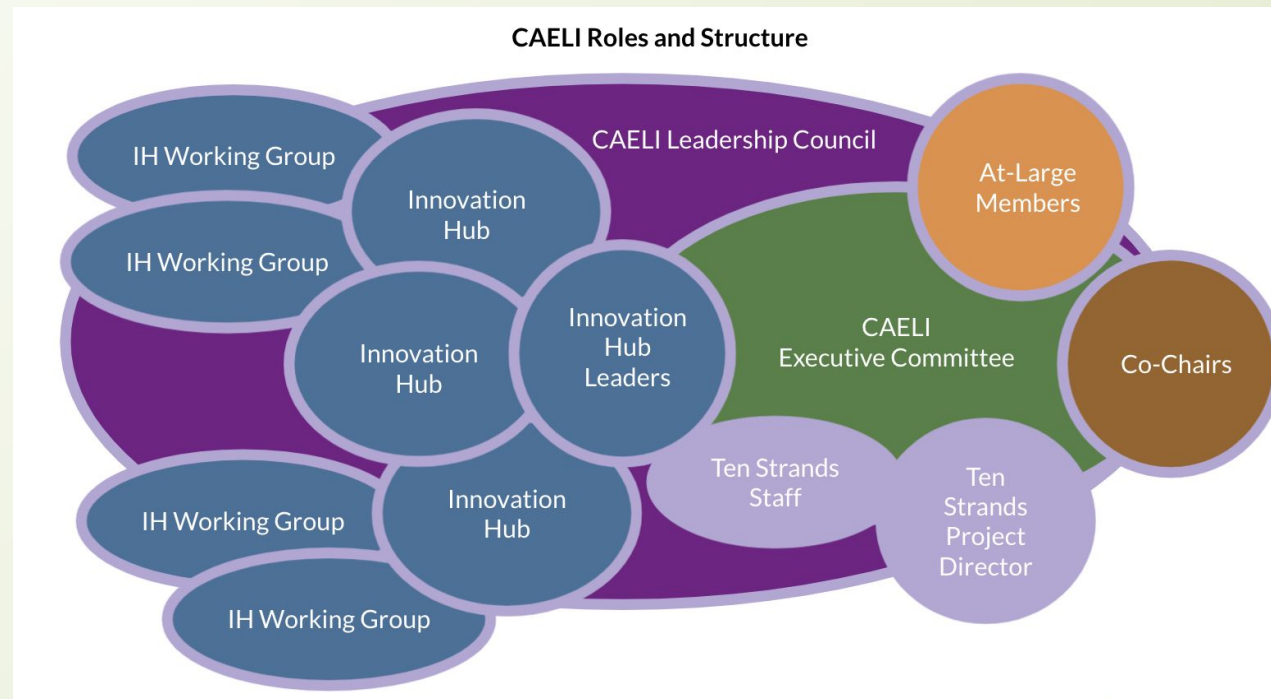 CAELI Roles and Structure
IH Working Group
CAELI Leadership Council
At-Large
Members
Innovation
Hub
IH Working Group
Innovation
Hub
Leaders
CAELI
Executive Committee
Innovation
Hub
Co-Chairs
Ten Strands
Staff
Ten
Strands
Project
Director
Innovation
Hub
IH Working Group
IH Working Group